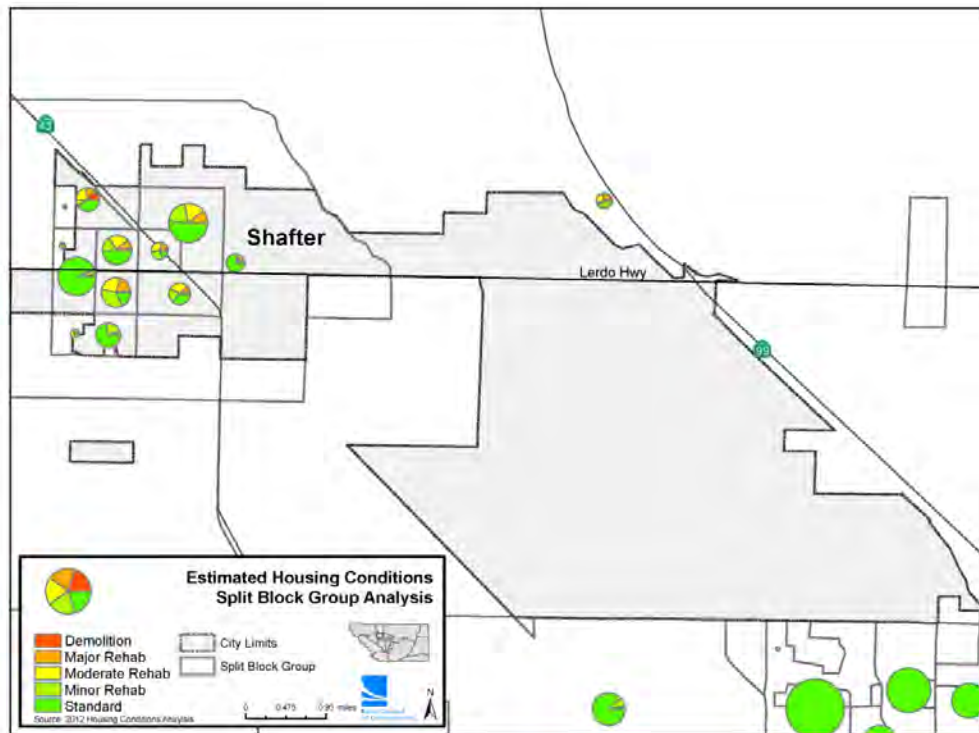 43
Shafter
Lerdo Hwy
99
Estimated Housing Conditions
Split Block Group Analysis
Demolition
Major Rehab
Moderate Rehab
Minor Rehab
Standard
City Limits
Split Block Group
Source: 2012 Housing Conditions Analysis
0 0.475 0.95 miles
N